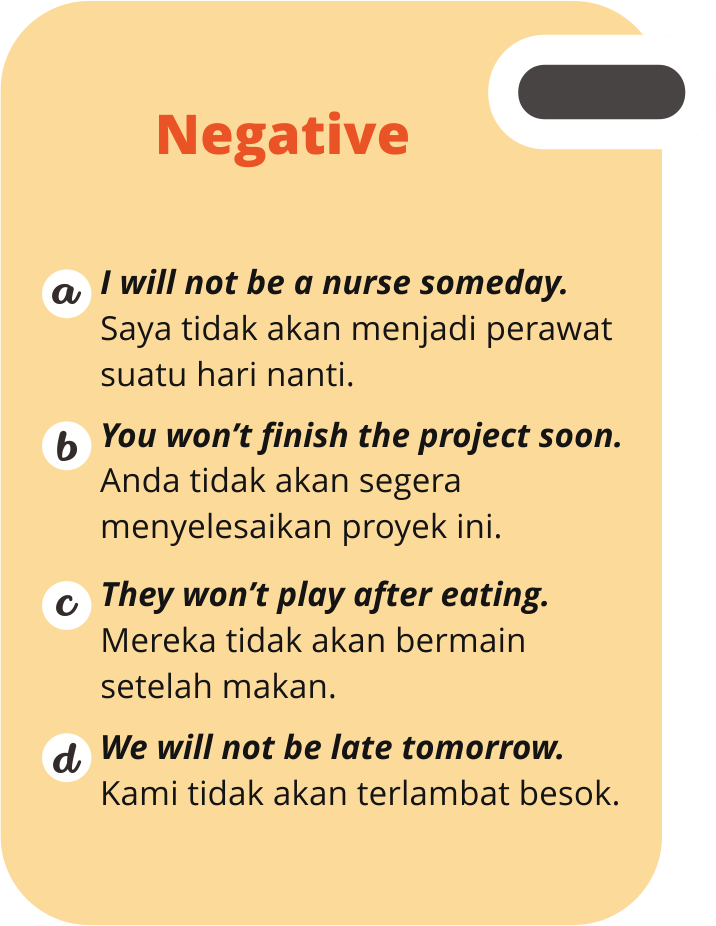 Negative
a I will not be a nurse someday.
Saya tidak akan menjadi perawat
suatu hari nanti.
b You won’t finish the project soon.
Anda tidak akan segera
menyelesaikan proyek ini.
c They won’t play after eating.
Mereka tidak akan bermain
setelah makan.
d We will not be late tomorrow.
Kami tidak akan terlambat besok.